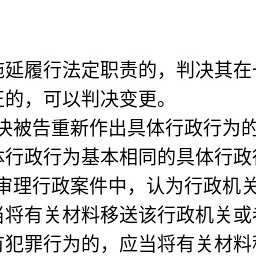 拖延履行法定职责的，判决其在
正的，可以判决变更。
决被告重新作出具体行政行为的
体行政行为基本相同的具体行政
审理行政案件中，认为行政机关
当将有关材料移送该行政机关或
有犯罪行为的，应当将有关材料